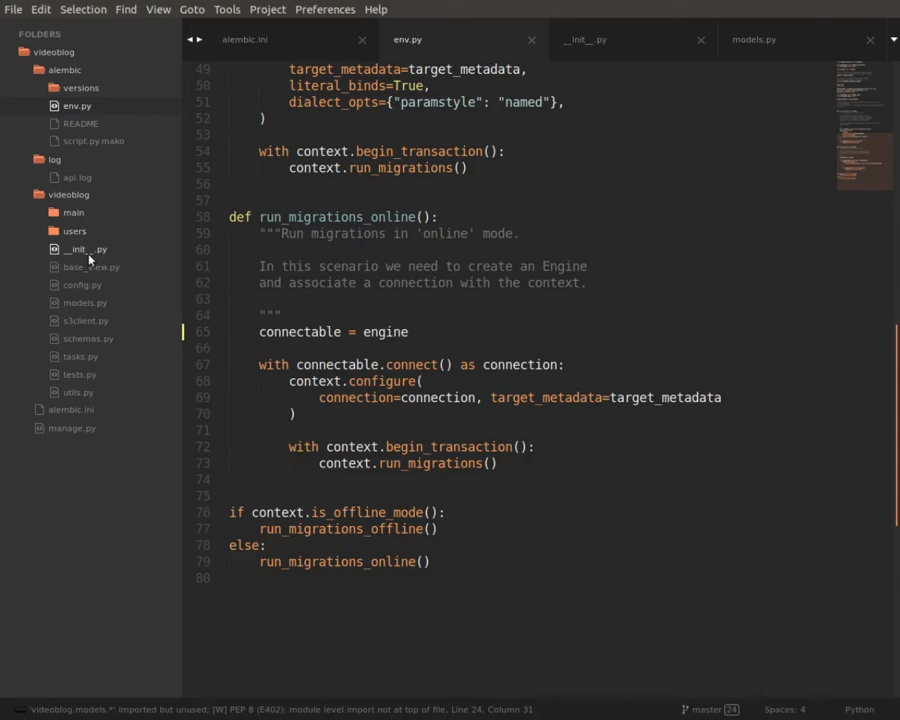 File Edit Selection Find View Goto Tools Project Preferences Help
FOLDERS
videoblog
alembic
versions
env.py
README
script.py.mako
log
api.log
videoblog
main
users
__init__.py
base_view.py
config.py
models.py
s3client.py
schemas.py
tasks.py
tests.py
utils.py
alembic.ini
manage.py
alembic.ini env.py __init__.py models.py
49 target_metadata=target_metadata,
50 literal_binds=True,
51 dialect_opts={"paramstyle": "named"},
52 )
53
54 with context.begin_transaction():
55 context.run_migrations()
56
57
58 def run_migrations_online():
59 """Run migrations in 'online' mode.
60
61 In this scenario we need to create an Engine
62 and associate a connection with the context.
63
64 """
65 connectable = engine
66
67 with connectable.connect() as connection:
68 context.configure(
69 connection=connection, target_metadata=target_metadata
70 )
71
72 with context.begin_transaction():
73 context.run_migrations()
74
75
76 if context.is_offline_mode():
77 run_migrations_offline()
78 else:
79 run_migrations_online()
80
'videoblog.models.*' imported but unused; [W] PEP 8 (E402): module level import not at top of file, Line 24, Column 31 master 24 Spaces: 4 Python